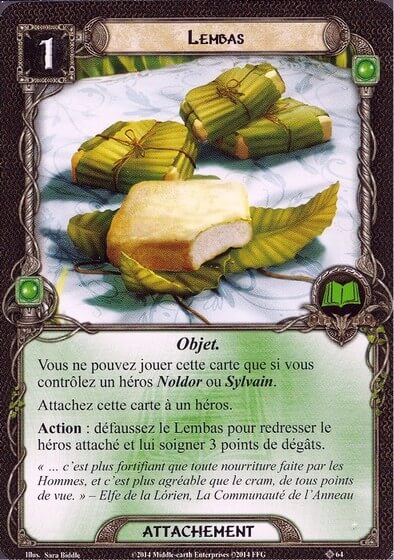 1
LEMBAS
Objet.
Vous ne pouvez jouer cette carte que si vous
contrôlez un héros Noldor ou Sylvain.
Attachez cette carte à un héros.
Action : défaussez le Lembas pour redresser le
héros attaché et lui soigner 3 points de dégâts.
« ... c'est plus fortifiant que toute nourriture faite par les
Hommes, et c'est plus agréable que le cram, de tous points
de vue. » – Elfe de la Lórien, La Communauté de l'Anneau
ATTACHEMENT
Illus. Sara Biddle ©2014 Middle-earth Enterprises ©2014 FFG 64